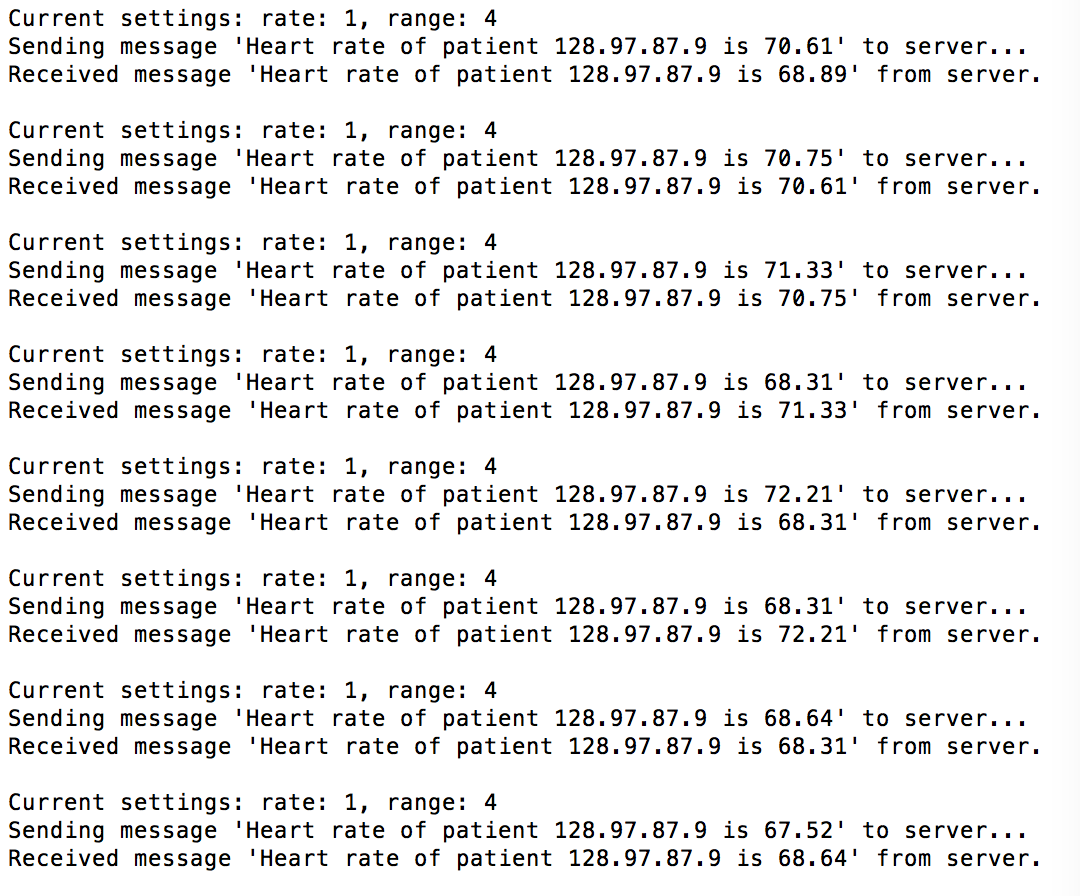 Current settings: rate: 1, range: 4
Sending message 'Heart rate of patient 128.97.87.9 is 70.61' to server...
Received message 'Heart rate of patient 128.97.87.9 is 68.89' from server.
Current settings: rate: 1, range: 4
Sending message 'Heart rate of patient 128.97.87.9 is 70.75' to server...
Received message 'Heart rate of patient 128.97.87.9 is 70.61' from server.
Current settings: rate: 1, range: 4
Sending message 'Heart rate of patient 128.97.87.9 is 71.33' to server...
Received message 'Heart rate of patient 128.97.87.9 is 70.75' from server.
Current settings: rate: 1, range: 4
Sending message 'Heart rate of patient 128.97.87.9 is 68.31' to server...
Received message 'Heart rate of patient 128.97.87.9 is 71.33' from server.
Current settings: rate: 1, range: 4
Sending message 'Heart rate of patient 128.97.87.9 is 72.21' to server...
Received message 'Heart rate of patient 128.97.87.9 is 68.31' from server.
Current settings: rate: 1, range: 4
Sending message 'Heart rate of patient 128.97.87.9 is 68.31' to server...
Received message 'Heart rate of patient 128.97.87.9 is 72.21' from server.
Current settings: rate: 1, range: 4
Sending message 'Heart rate of patient 128.97.87.9 is 68.64' to server...
Received message 'Heart rate of patient 128.97.87.9 is 68.31' from server.
Current settings: rate: 1, range: 4
Sending message 'Heart rate of patient 128.97.87.9 is 67.52' to server...
Received message 'Heart rate of patient 128.97.87.9 is 68.64' from server.